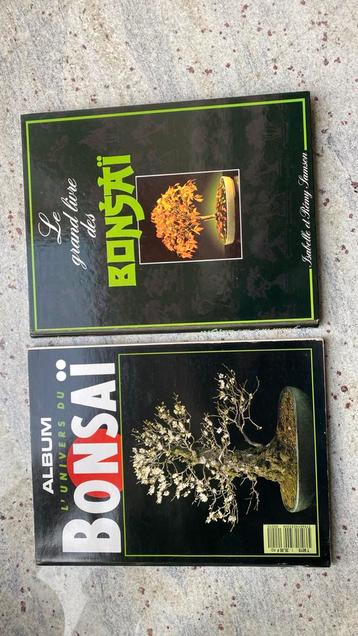 Le
grand livre
des
BONSAÏ
Isabelle et Rémy Samson
ALBUM
L'UNIVERS DU
BONSAÏ